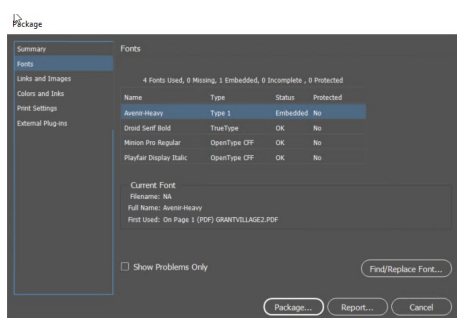 Package
Summary
Fonts
Links and Images
Colors and Inks
Print Settings
External Plug-ins
Fonts
4 Fonts Used, 0 Missing, 1 Embedded, 0 Incomplete , 0 Protected
Name Type Status Protected
Avenir-Heavy Type 1 Embedded No
Droid Serif Bold TrueType OK No
Minion Pro Regular OpenType CFF OK No
Playfair Display Italic OpenType CFF OK No
Current Font
Filename: NA
Full Name: Avenir-Heavy
First Used: On Page 1 (PDF) GRANTVILLAGE2.PDF
Show Problems Only
Find/Replace Font...
Package... Report... Cancel